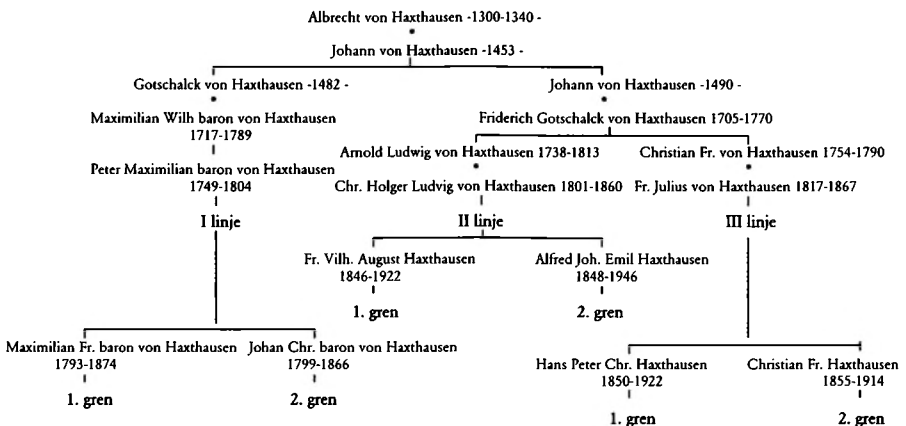 Albrecht von Haxthausen -1300-1340 -
Johann von Haxthausen -1453 -
Gotschalck von Haxthausen -1482 -
Johann von Haxthausen -1490 -
Maximilian Wilh baron von Haxthausen
1717-1789
Friderich Gotschalck von Haxthausen 1705-1770
Arnold Ludwig von Haxthausen 1738-1813
Christian Fr. von Haxthausen 1754-1790
Peter Maximilian baron von Haxthausen
1749-1804
Chr. Holger Ludvig von Haxthausen 1801-1860
Fr. Julius von Haxthausen 1817-1867
I linje
II linje
III linje
Fr. Vilh. August Haxthausen
1846-1922
Alfred Joh. Emil Haxthausen
1848-1946
1. gren
2. gren
Maximilian Fr. baron von Haxthausen
1793-1874
Johan Chr. baron von Haxthausen
1799-1866
Hans Peter Chr. Haxthausen
1850-1922
Christian Fr. Haxthausen
1855-1914
1. gren
2. gren
1. gren
2. gren